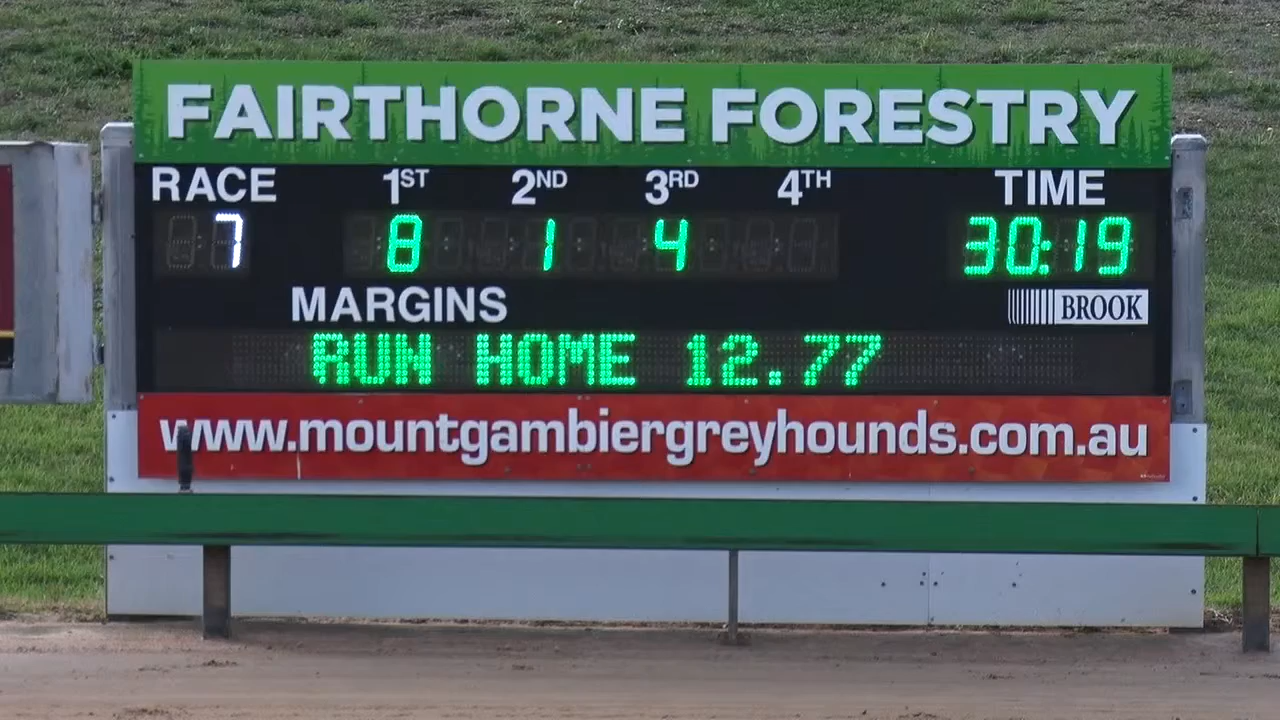 FAIRTHORNE FORESTRY
RACE 1ST 2ND 3RD 4TH TIME
7 8 1 4 30:19
MARGINS BROOK
RUN HOME 12.77
www.mountgambiergreyhounds.com.au